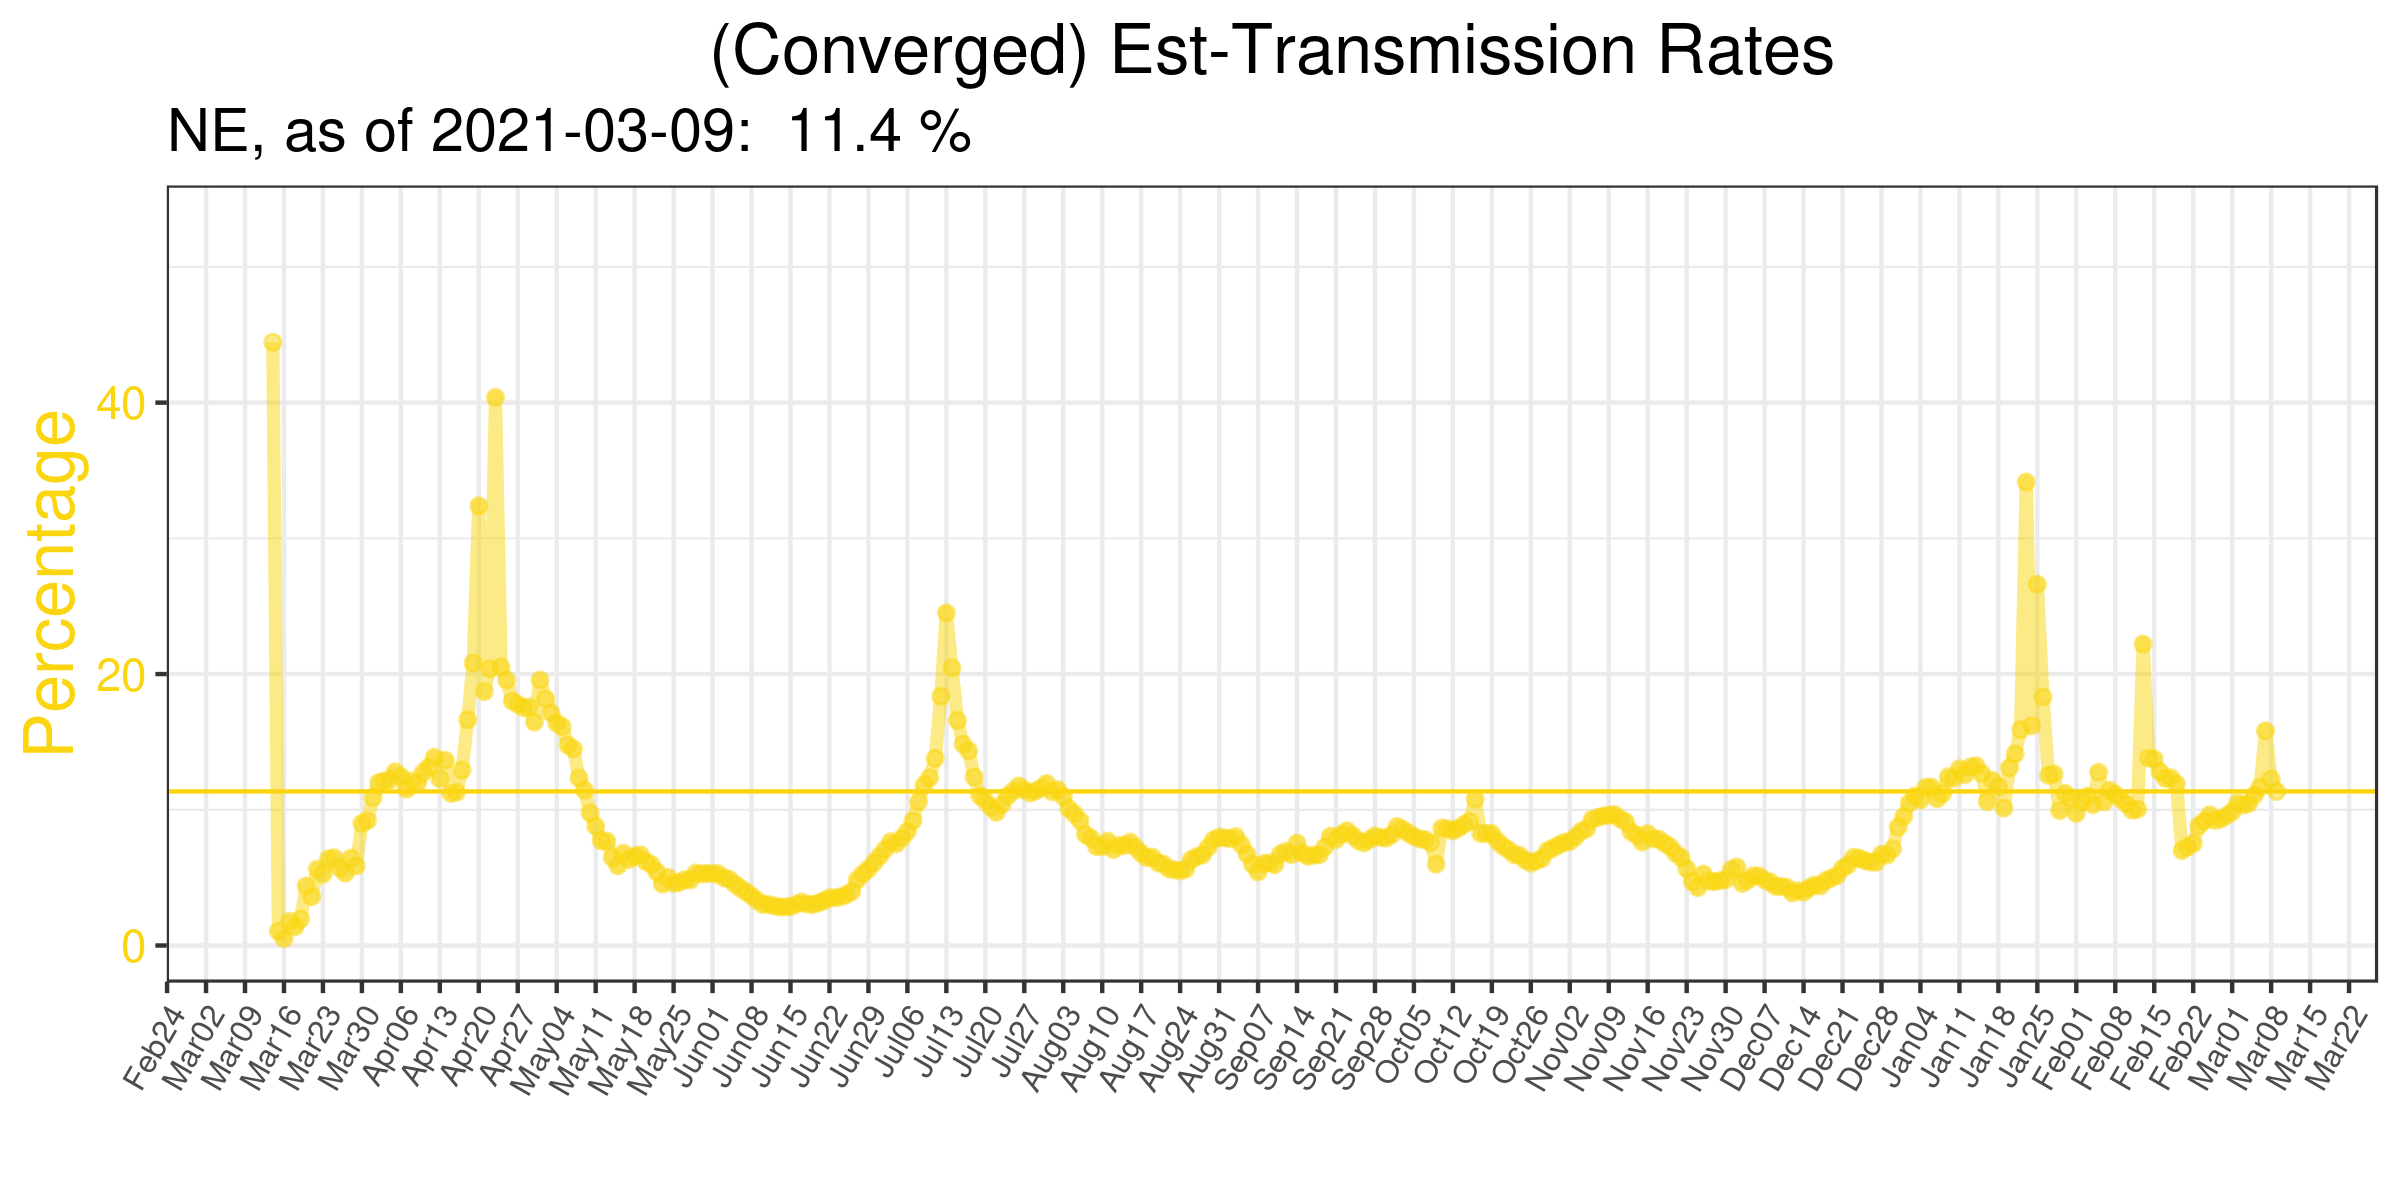 (Converged) Est-Transmission Rates
NE, as of 2021-03-09:  11.4 %
Percentage
40
20
0
Feb24
Mar02
Mar09
Mar16
Mar23
Mar30
Apr06
Apr13
Apr20
Apr27
May04
May11
May18
May25
Jun01
Jun08
Jun15
Jun22
Jun29
Jul06
Jul13
Jul20
Jul27
Aug03
Aug10
Aug17
Aug24
Aug31
Sep07
Sep14
Sep21
Sep28
Oct05
Oct12
Oct19
Oct26
Nov02
Nov09
Nov16
Nov23
Nov30
Dec07
Dec14
Dec21
Dec28
Jan04
Jan11
Jan18
Jan25
Feb01
Feb08
Feb15
Feb22
Mar01
Mar08
Mar15
Mar22